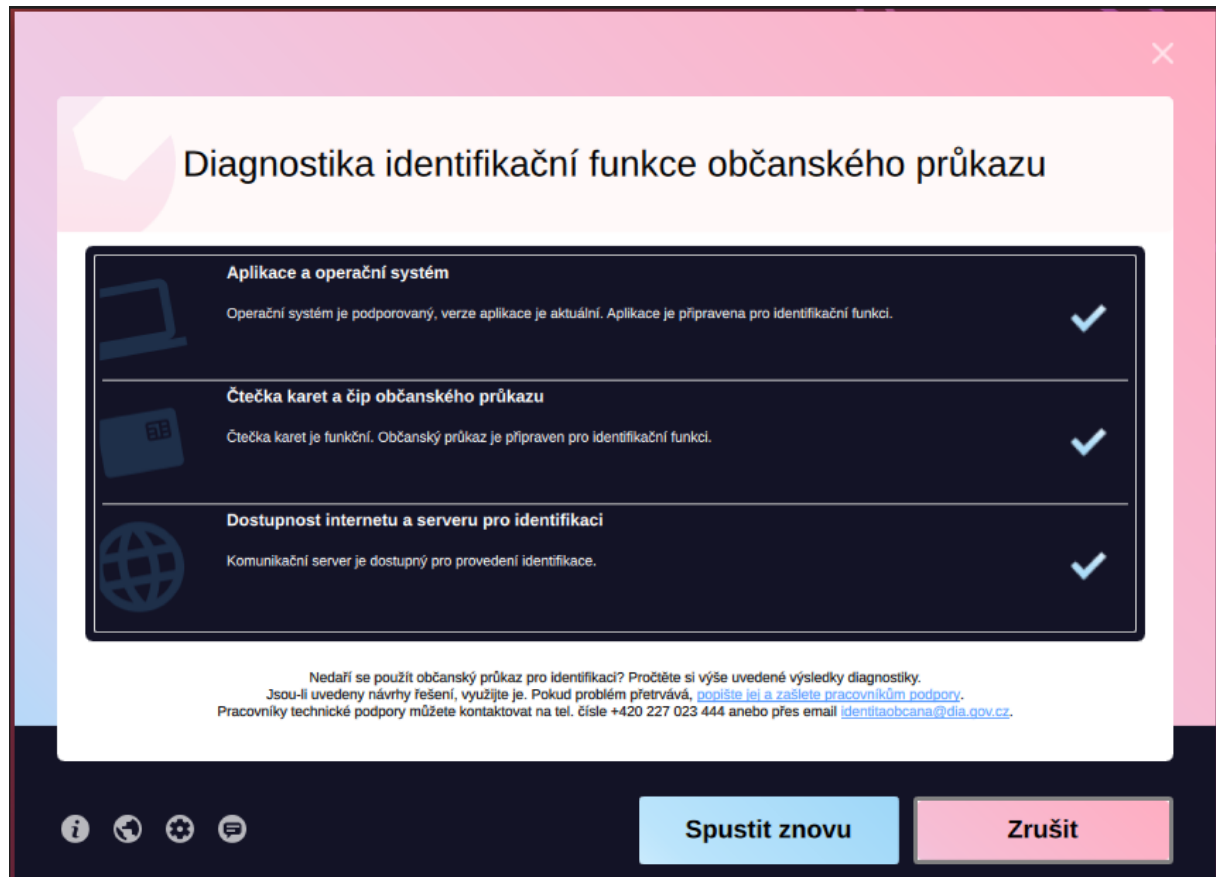 Diagnostika identifikační funkce občanského průkazu
Aplikace a operační systém
Operační systém je podporovaný, verze aplikace je aktuální. Aplikace je připravena pro identifikační funkci.
Čtečka karet a čip občanského průkazu
Čtečka karet je funkční. Občanský průkaz je připraven pro identifikační funkci.
Dostupnost internetu a serveru pro identifikaci
Komunikační server je dostupný pro provedení identifikace.
Nedaří se použít občanský průkaz pro identifikaci? Pročtěte si výše uvedené výsledky diagnostiky.
Jsou-li uvedeny návrhy řešení, využijte je. Pokud problém přetrvává, popište jej a zašlete pracovníkům podpory.
Pracovníky technické podpory můžete kontaktovat na tel. čísle +420 227 023 444 anebo přes email identitaobcana@dia.gov.cz.
Spustit znovu
Zrušit